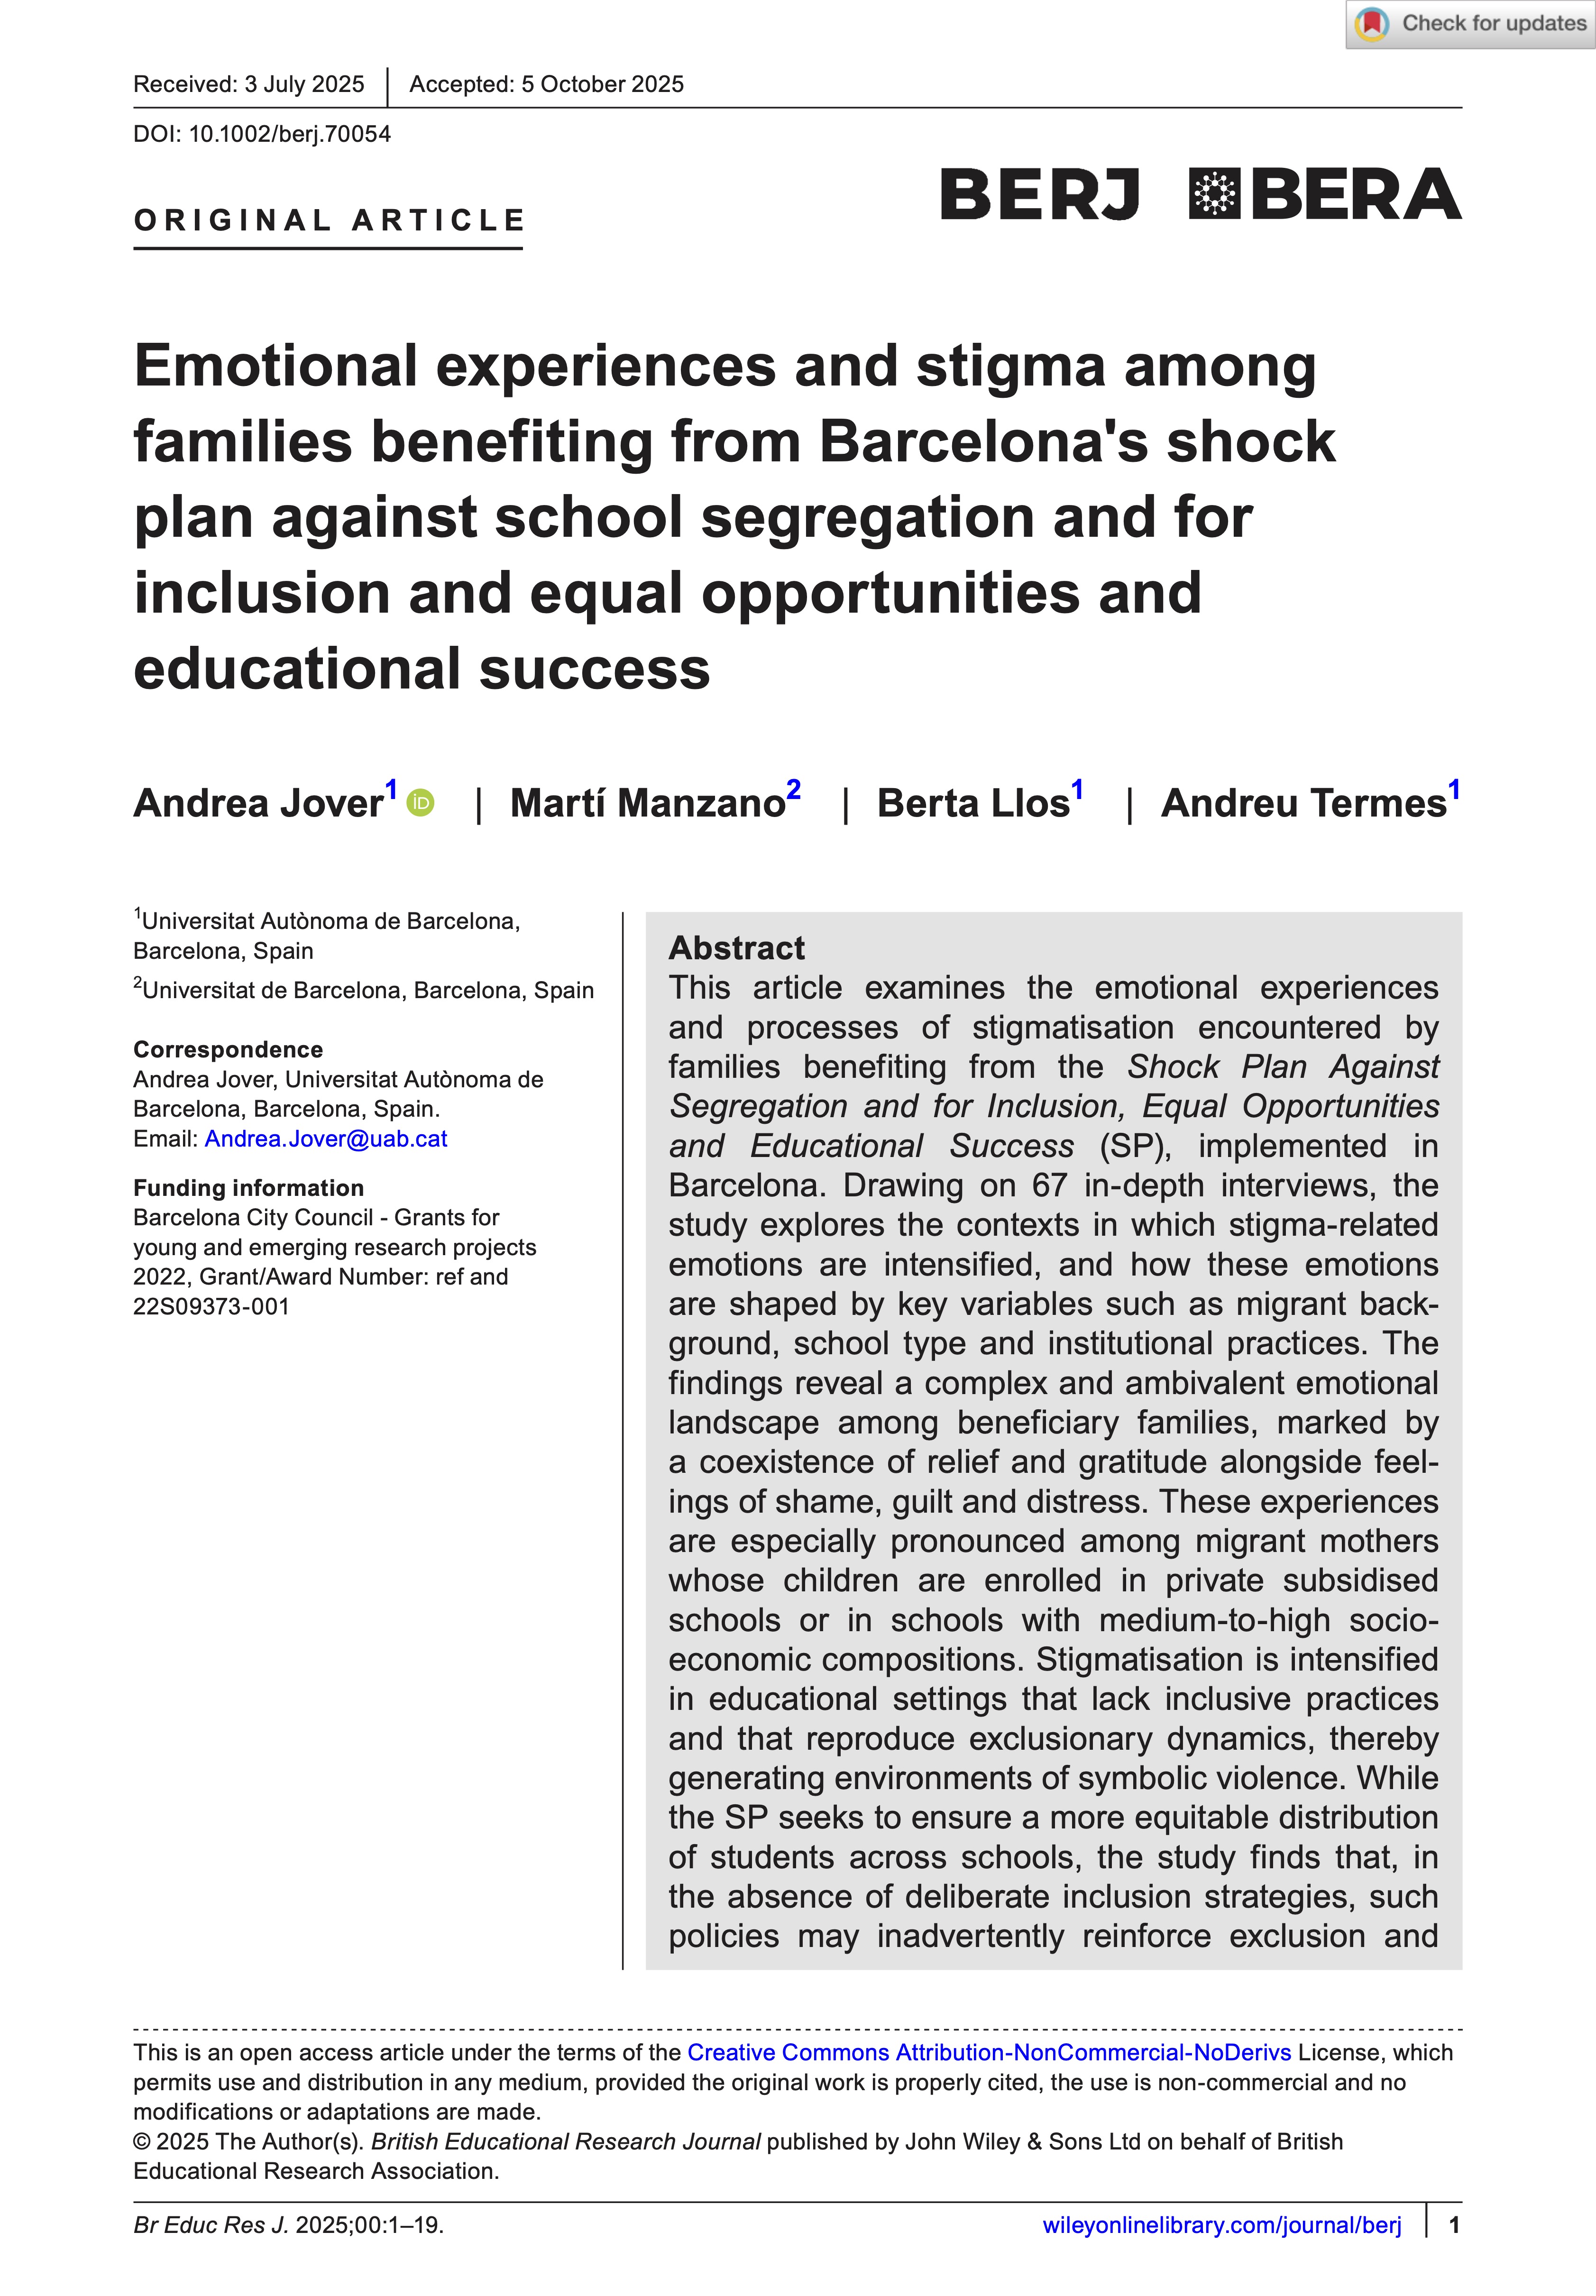 Check for updates
Received: 3 July 2025 | Accepted: 5 October 2025
DOI: 10.1002/berj.70054
BERJ BERA
ORIGINAL ARTICLE
Emotional experiences and stigma among
families benefiting from Barcelona's shock
plan against school segregation and for
inclusion and equal opportunities and
educational success
Andrea Jover1 iD | Martí Manzano2 | Berta Llos1 | Andreu Termes1
1Universitat Autònoma de Barcelona,
Barcelona, Spain
2Universitat de Barcelona, Barcelona, Spain
Correspondence
Andrea Jover, Universitat Autònoma de
Barcelona, Barcelona, Spain.
Email: Andrea.Jover@uab.cat
Funding information
Barcelona City Council - Grants for
young and emerging research projects
2022, Grant/Award Number: ref and
22S09373-001
Abstract
This article examines the emotional experiences
and processes of stigmatisation encountered by
families benefiting from the Shock Plan Against
Segregation and for Inclusion, Equal Opportunities
and Educational Success (SP), implemented in
Barcelona. Drawing on 67 in-depth interviews, the
study explores the contexts in which stigma-related
emotions are intensified, and how these emotions
are shaped by key variables such as migrant back-
ground, school type and institutional practices. The
findings reveal a complex and ambivalent emotional
landscape among beneficiary families, marked by
a coexistence of relief and gratitude alongside feel-
ings of shame, guilt and distress. These experiences
are especially pronounced among migrant mothers
whose children are enrolled in private subsidised
schools or in schools with medium-to-high socio-
economic compositions. Stigmatisation is intensified
in educational settings that lack inclusive practices
and that reproduce exclusionary dynamics, thereby
generating environments of symbolic violence. While
the SP seeks to ensure a more equitable distribution
of students across schools, the study finds that, in
the absence of deliberate inclusion strategies, such
policies may inadvertently reinforce exclusion and
This is an open access article under the terms of the Creative Commons Attribution-NonCommercial-NoDerivs License, which
permits use and distribution in any medium, provided the original work is properly cited, the use is non-commercial and no
modifications or adaptations are made.
© 2025 The Author(s). British Educational Research Journal published by John Wiley & Sons Ltd on behalf of British
Educational Research Association.
Br Educ Res J. 2025;00:1–19.
wileyonlinelibrary.com/journal/berj | 1